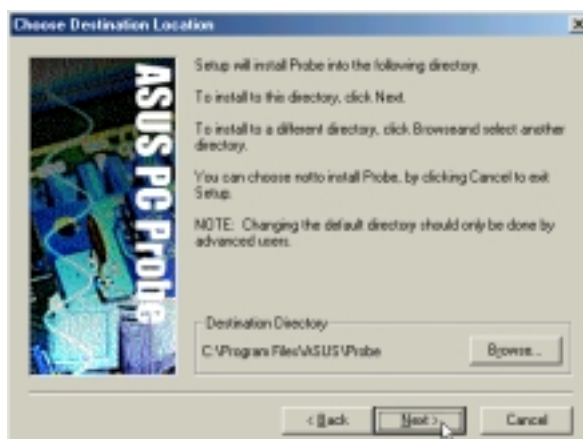 Choose Destination Location
ASUS PC Probe
Setup will install Probe into the following directory.
To install to this directory, click Next.
To install to a different directory, click Browseand select another
directory.
You can choose notto install Probe, by clicking Cancel to exit
Setup.
NOTE: Changing the default directory should only be done by
advanced users.
Destination Directory
C:\Program Files\ASUS\Probe
Browse...
< Back
Next >
Cancel